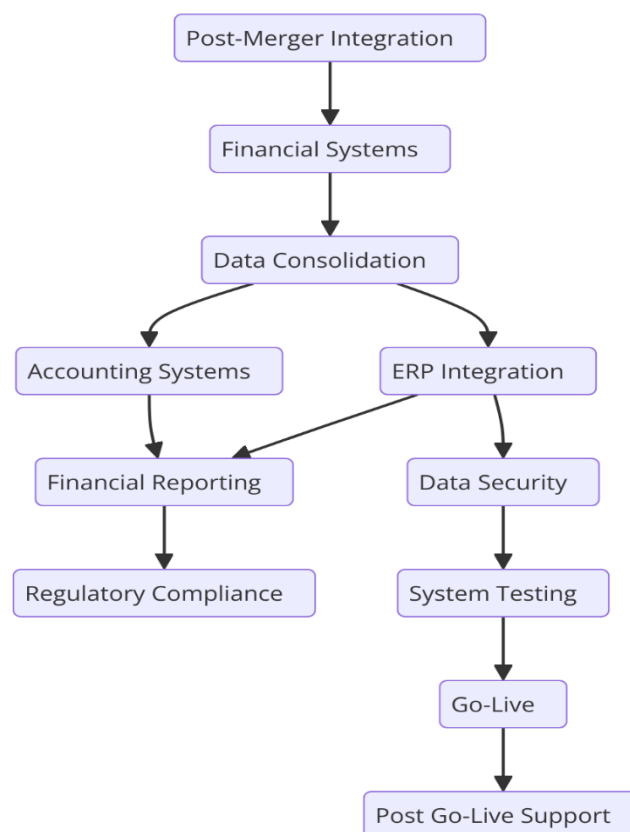 Post-Merger Integration
Financial Systems
Data Consolidation
Accounting Systems
ERP Integration
Financial Reporting
Data Security
Regulatory Compliance
System Testing
Go-Live
Post Go-Live Support